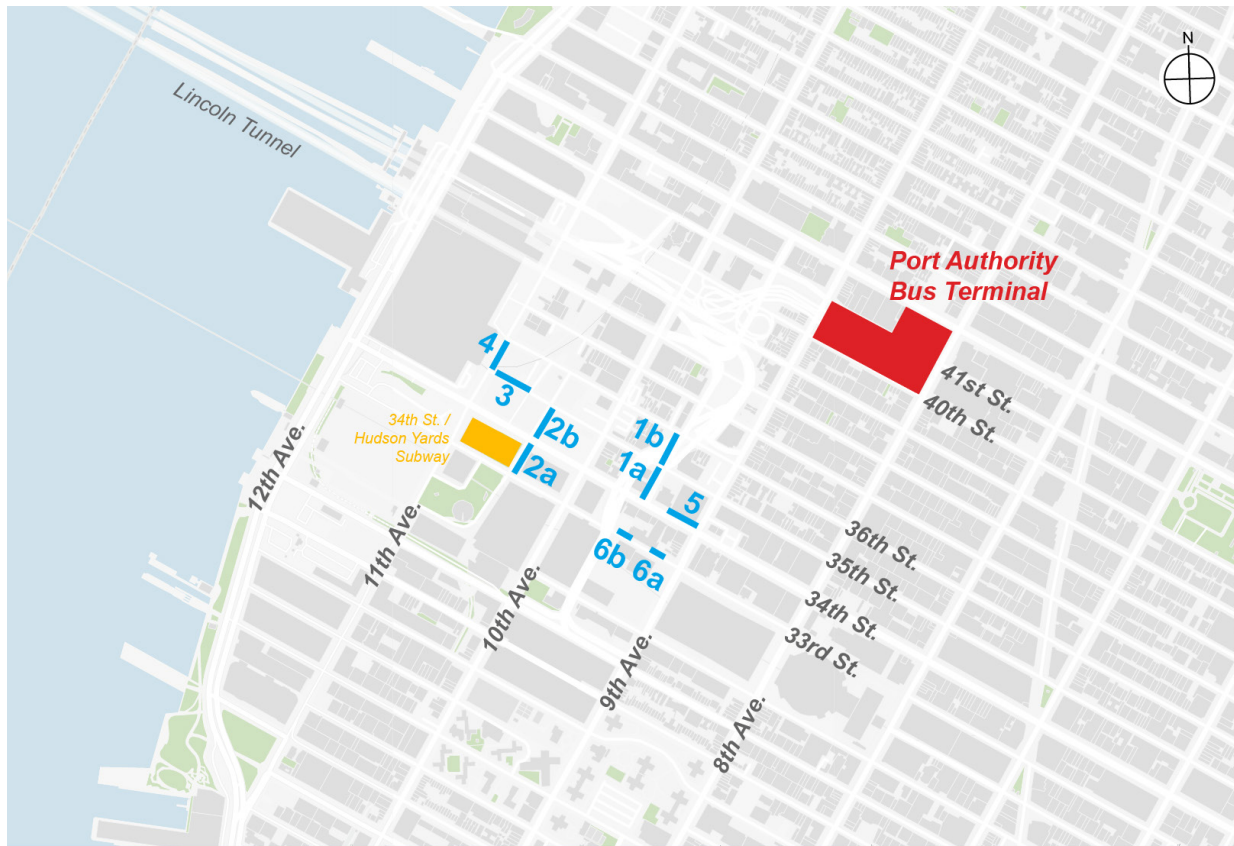 N
Lincoln Tunnel
Port Authority
Bus Terminal
41st St.
40th St.
4
3
34th St. /
Hudson Yards
Subway
2b
2a
1b
1a
5
6b
6a
12th Ave.
11th Ave.
10th Ave.
9th Ave.
8th Ave.
36th St.
35th St.
34th St.
33rd St.